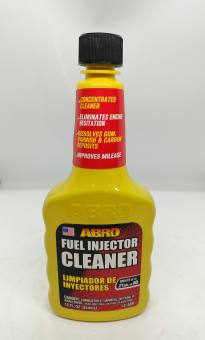 CONCENTRATED
CLEANER
ELIMINATES ENGINE
HESITATION
DISSOLVES GUM,
VARNISH & CARBON
DEPOSITS
IMPROVES MILEAGE
ABRO
ABRO
FUEL INJECTOR
CLEANER
LIMPIADOR DE
INYECTORES